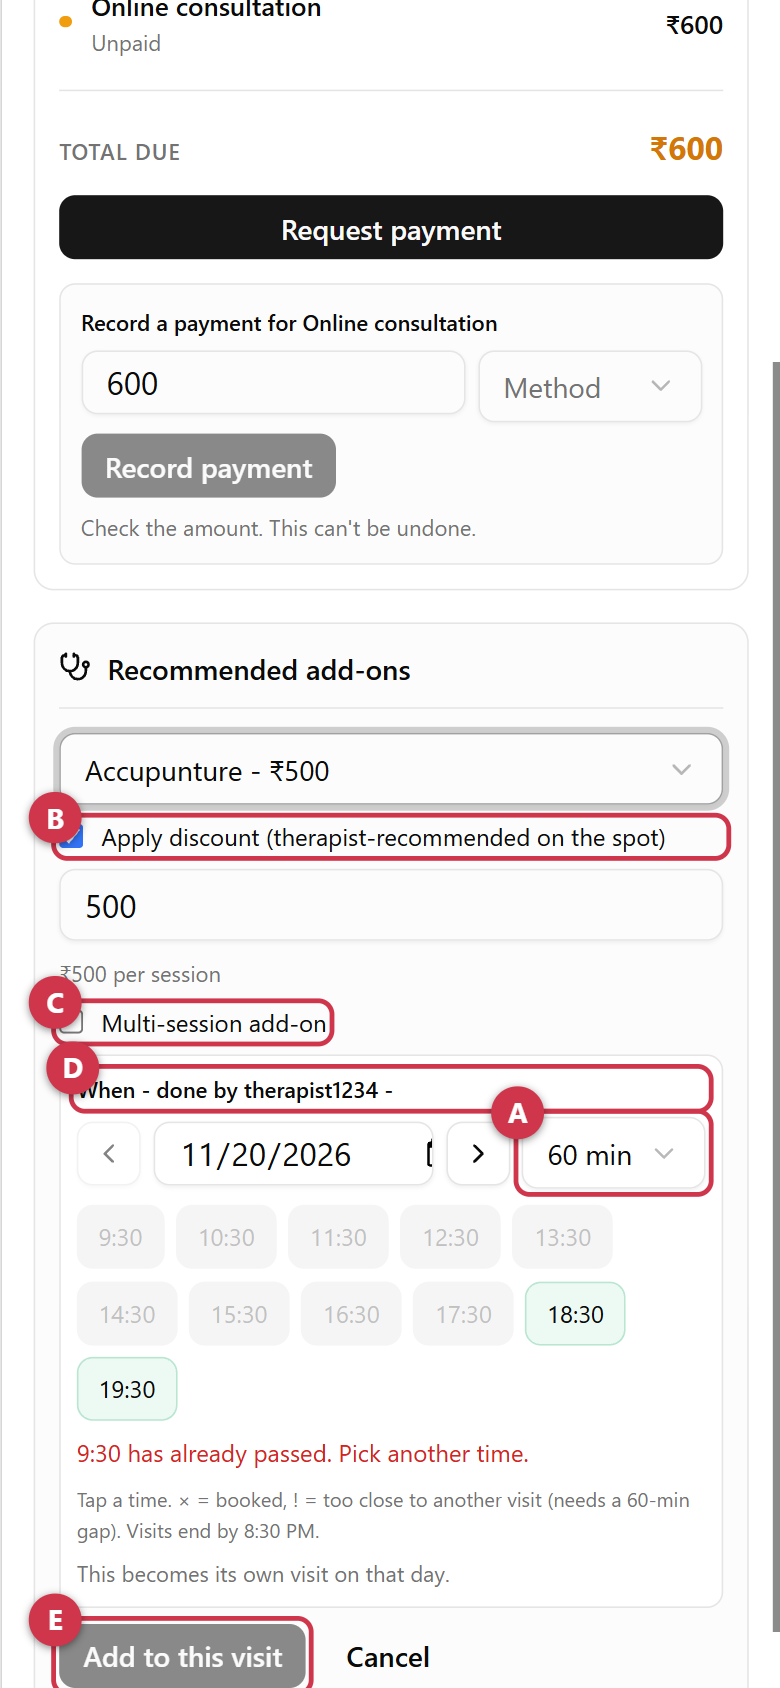 Online consultation
₹600
Unpaid
TOTAL DUE
₹600
Request payment
Record a payment for Online consultation
600
Method
Record payment
Check the amount. This can't be undone.
Recommended add-ons
Accupunture - ₹500
B
Apply discount (therapist-recommended on the spot)
500
₹500 per session
C
Multi-session add-on
D
When - done by therapist1234 -
A
11/20/2026
60 min
9:30 10:30 11:30 12:30 13:30
14:30 15:30 16:30 17:30 18:30
19:30
9:30 has already passed. Pick another time.
Tap a time. × = booked, ! = too close to another visit (needs a 60-min
gap). Visits end by 8:30 PM.
This becomes its own visit on that day.
E
Add to this visit
Cancel